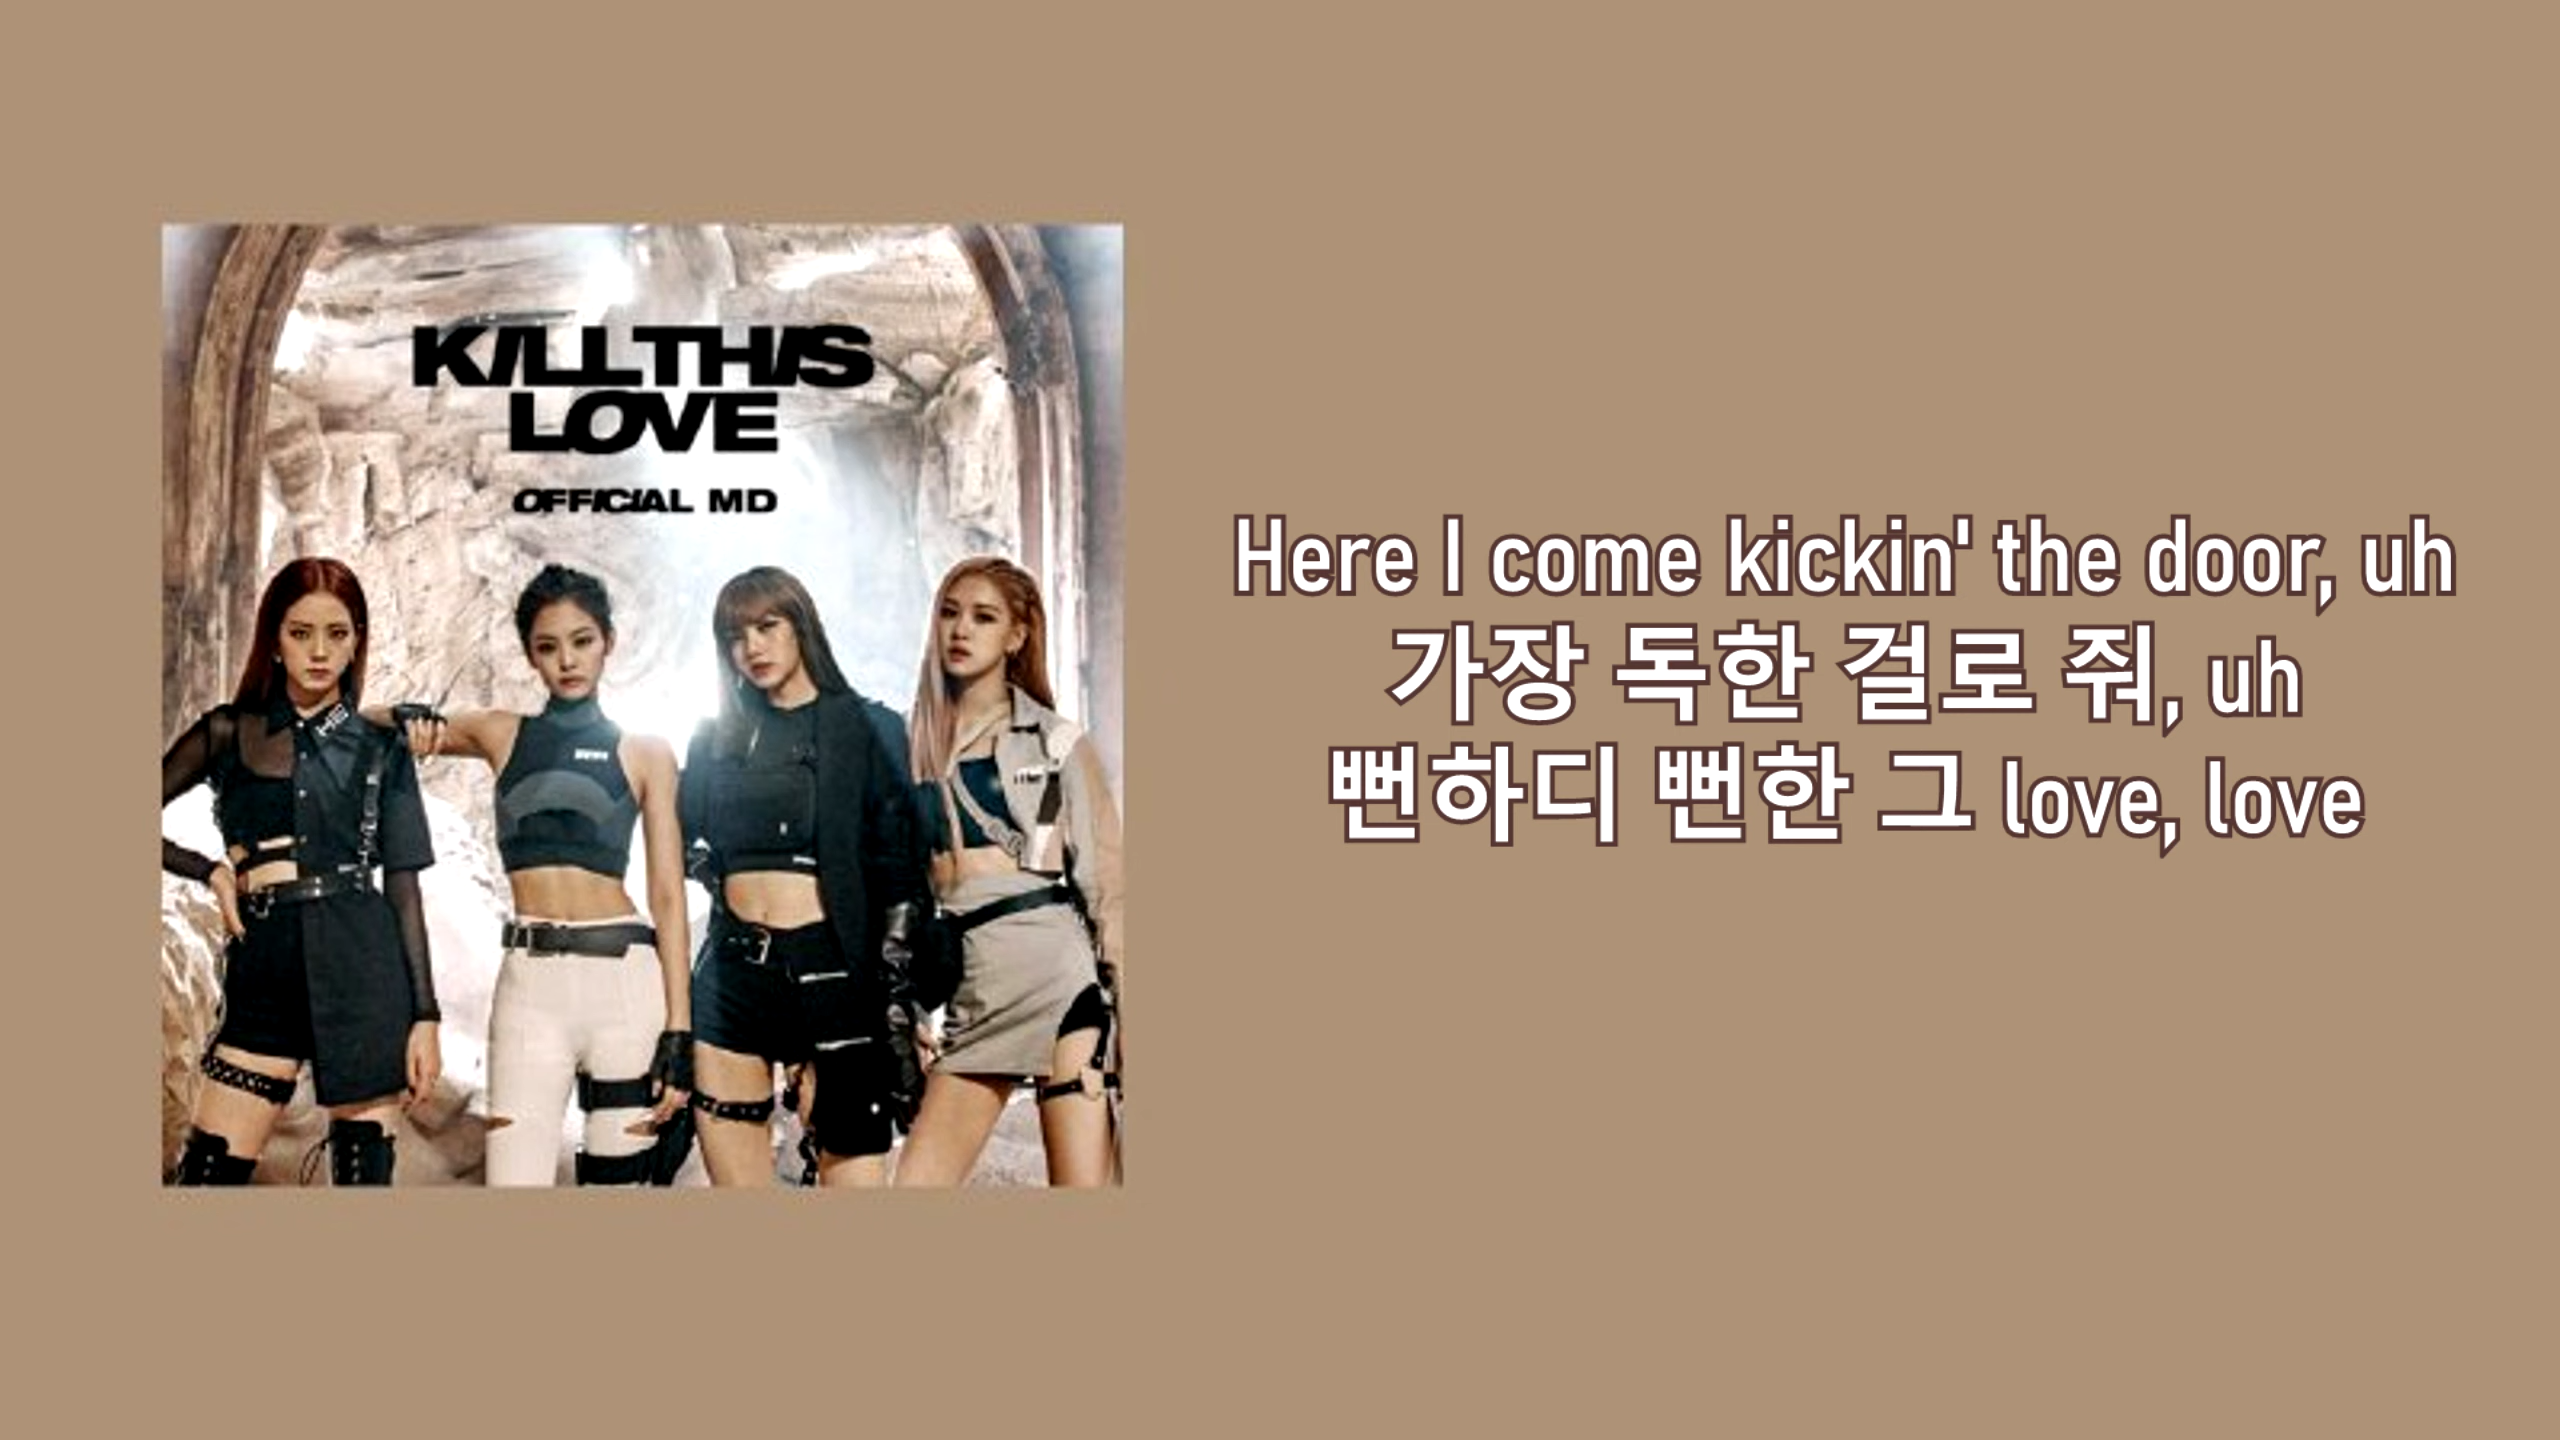 KILL THIS
LOVE
OFFICIAL MD
Here I come kickin' the door, uh
가장 독한 걸로 줘, uh
뻔하디 뻔한 그 love, love